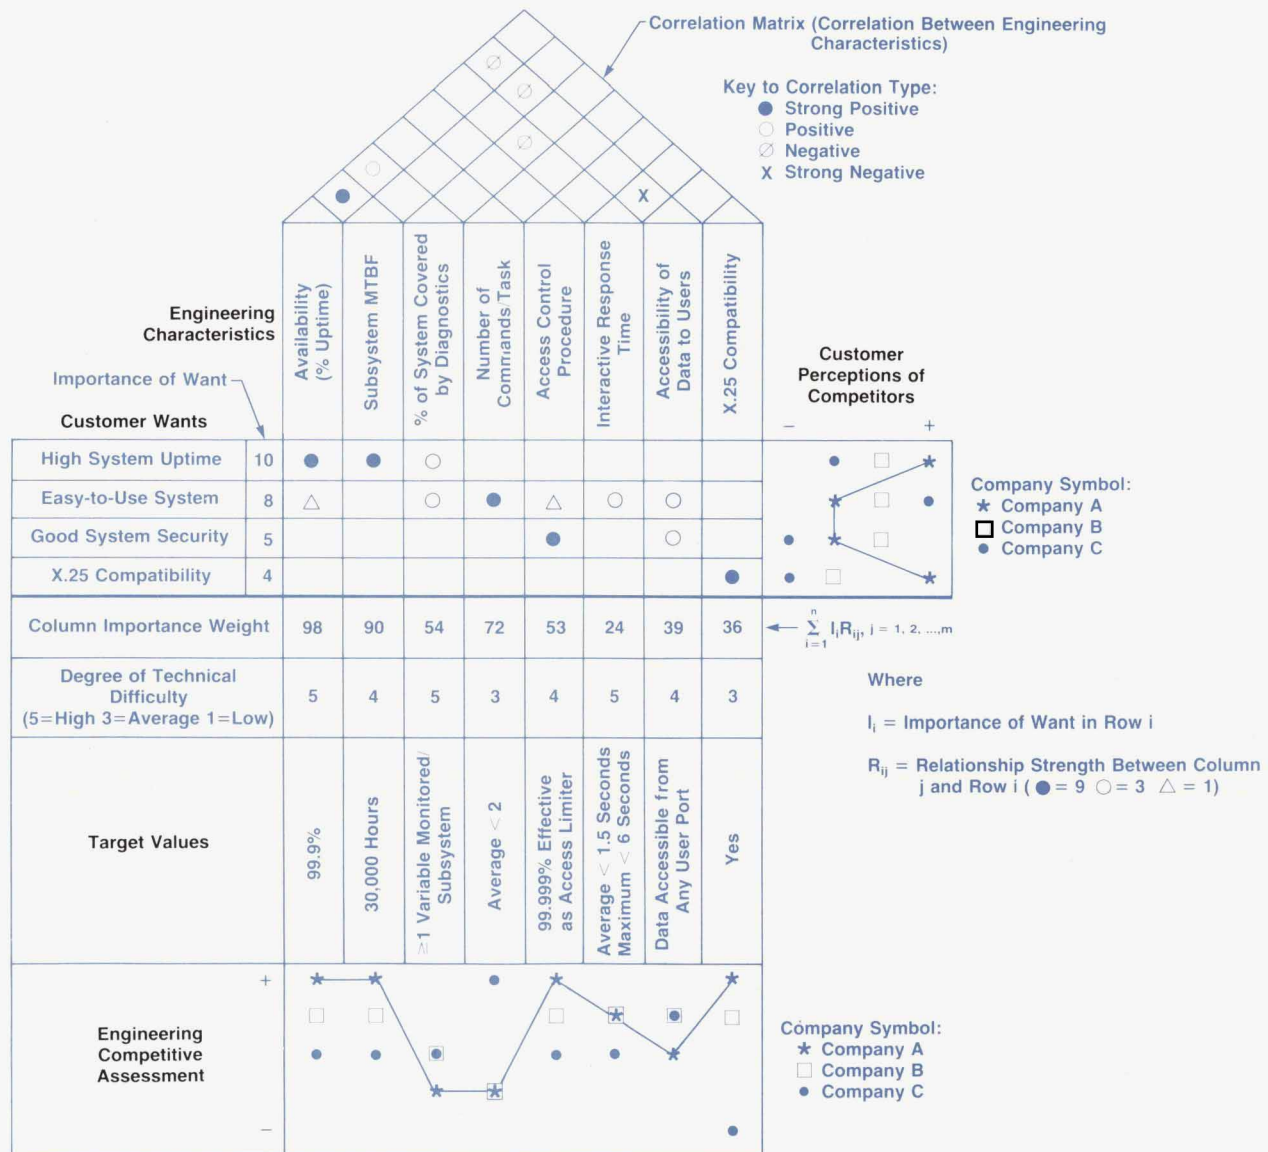 Correlation Matrix (Correlation Between Engineering
Characteristics)
Key to Correlation Type:
Strong Positive
Positive
Negative
X Strong Negative
Engineering
Characteristics
Availability
(% Uptime)
Subsystem MTBF
% of System Covered
by Diagnostics
Number of
Commands/Task
Access Control
Procedure
Interactive Response
Time
Accessibility of
Data to Users
X.25 Compatibility
Importance of Want
Customer Wants
Customer
Perceptions of
Competitors
− +
High System Uptime 10
Easy-to-Use System 8
Good System Security 5
X.25 Compatibility 4
Company Symbol:
Company A
Company B
Company C
Column Importance Weight 98 90 54 72 53 24 39 36
n
Σ IiRij, j = 1, 2, ...,m
i=1
Degree of Technical
Difficulty
(5=High 3=Average 1=Low)
5 4 5 3 4 5 4 3
Where
Ii = Importance of Want in Row i
Rij = Relationship Strength Between Column
j and Row i ( ● = 9 ○ = 3 △ = 1)
Target Values
99.9%
30,000 Hours
≥1 Variable Monitored/
Subsystem
Average < 2
99.999% Effective
as Access Limiter
Average < 1.5 Seconds
Maximum < 6 Seconds
Data Accessible from
Any User Port
Yes
+
Engineering
Competitive
Assessment
−
Company Symbol:
Company A
Company B
Company C